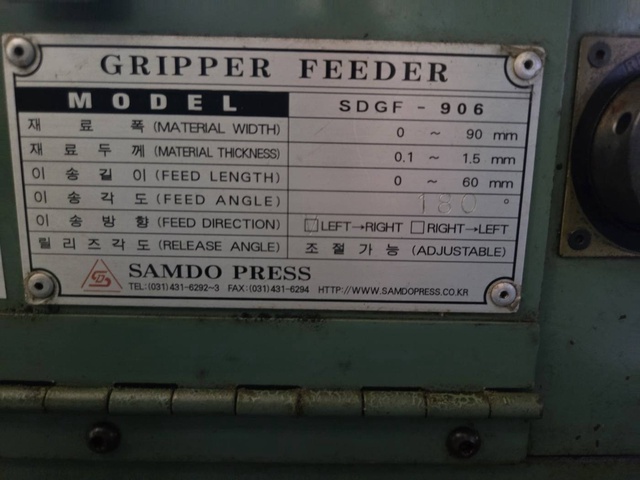 GRIPPER FEEDER
MODEL SDGF - 906
재료폭 (MATERIAL WIDTH) 0 ~ 90 mm
재료두께 (MATERIAL THICKNESS) 0.1 ~ 1.5 mm
이송길이 (FEED LENGTH) 0 ~ 60 mm
이송각도 (FEED ANGLE) 180 °
이송방향 (FEED DIRECTION) □ LEFT→RIGHT □ RIGHT→LEFT
릴리즈각도 (RELEASE ANGLE) 조절가능 (ADJUSTABLE)
SAMDO PRESS
TEL:(031)431-6292~3 FAX:(031)431-6294 HTTP://WWW.SAMDOPRESS.CO.KR